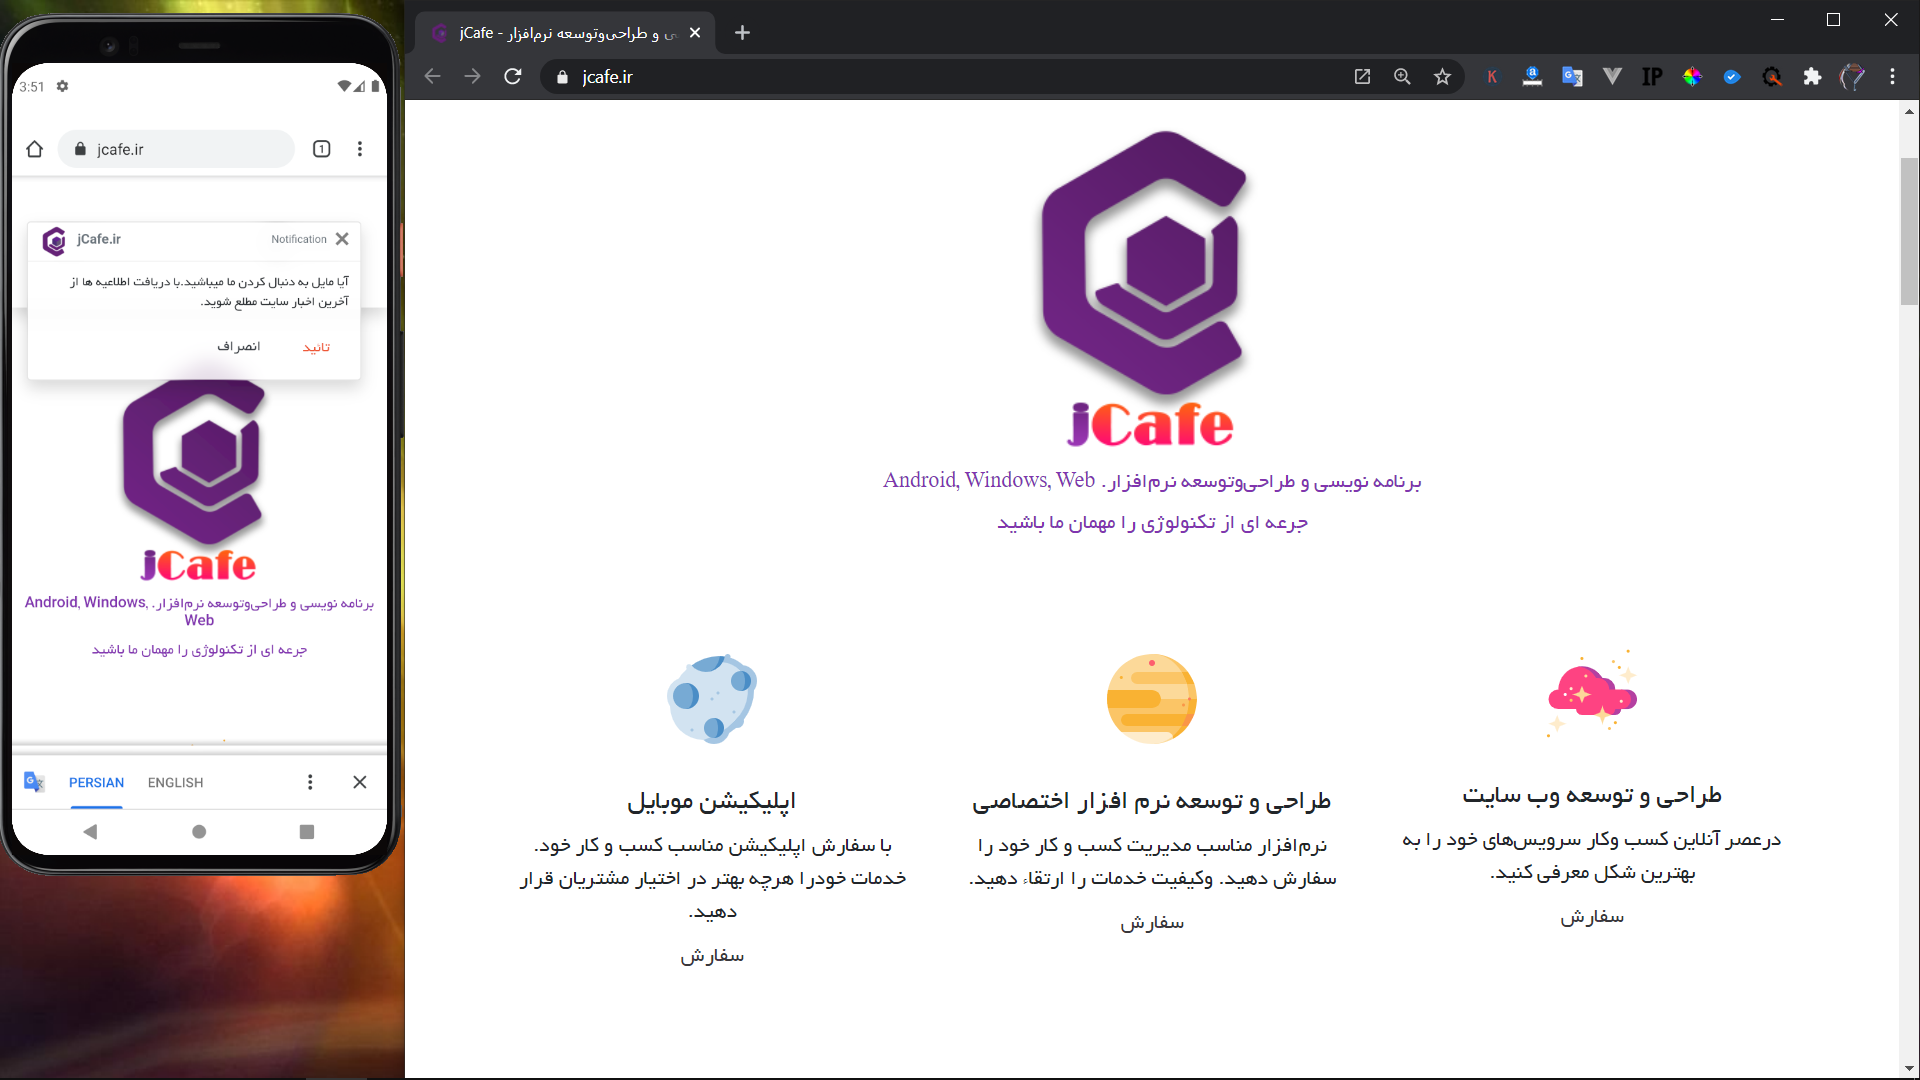 3:51
jcafe.ir
1
jCafe.ir
Notification
آیا مایل به دنبال کردن ما میباشید.با دریافت اطلاعیه ها از
آخرین اخبار سایت مطلع شوید.
تائید
انصراف
jCafe
برنامه نویسی و طراحی‌وتوسعه نرم‌افزار. Android, Windows,
Web
جرعه ای از تکنولوژی را مهمان ما باشید
PERSIAN
ENGLISH
jCafe - ی و طراحی‌وتوسعه نرم‌افزار
jcafe.ir
K
a
G
IP
jCafe
برنامه نویسی و طراحی‌وتوسعه نرم‌افزار. Android, Windows, Web
جرعه ای از تکنولوژی را مهمان ما باشید
طراحی و توسعه وب سایت
درعصر آنلاین کسب وکار سرویس‌های خود را به
بهترین شکل معرفی کنید.
سفارش
طراحی و توسعه نرم افزار اختصاصی
نرم‌افزار مناسب مدیریت کسب و کار خود را
سفارش دهید. وکیفیت خدمات را ارتقاء دهید.
سفارش
اپلیکیشن موبایل
با سفارش اپلیکیشن مناسب کسب و کار خود.
خدمات خودرا هرچه بهتر در اختیار مشتریان قرار
دهید.
سفارش